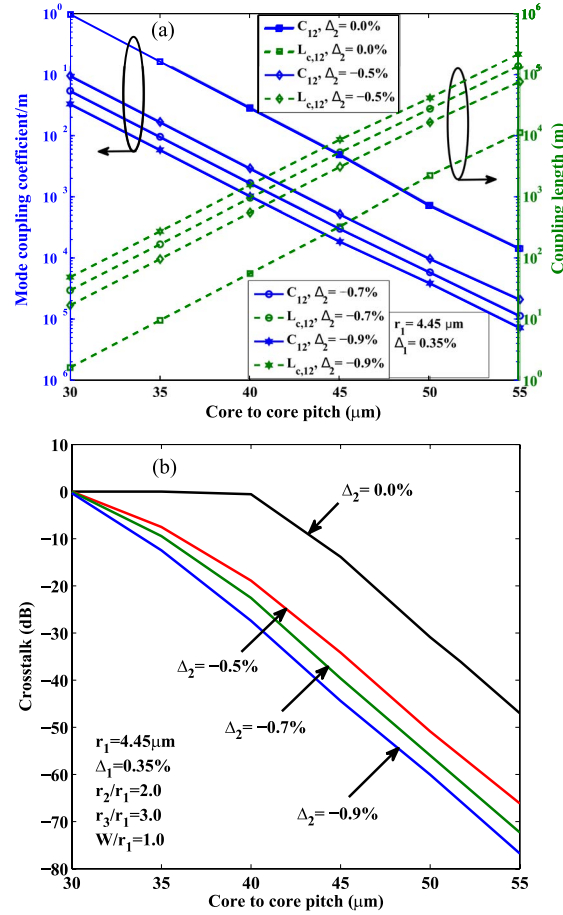 (a)
C12, Δ2 = 0.0%
Lc,12, Δ2 = 0.0%
C12, Δ2 = −0.5%
Lc,12, Δ2 = −0.5%
C12, Δ2 = −0.7%
Lc,12, Δ2 = −0.7%
C12, Δ2 = −0.9%
Lc,12, Δ2 = −0.9%
r1 = 4.45 μm
Δ1 = 0.35%
Mode coupling coefficient/m
10^0
10^1
10^2
10^3
10^4
10^5
10^6
Coupling length (m)
10^6
10^5
10^4
10^3
10^2
10^1
10^0
30 35 40 45 50 55
Core to core pitch (μm)
(b)
Crosstalk (dB)
10
0
−10
−20
−30
−40
−50
−60
−70
−80
Δ2 = 0.0%
Δ2 = −0.5%
Δ2 = −0.7%
Δ2 = −0.9%
r1=4.45μm
Δ1=0.35%
r2/r1=2.0
r3/r1=3.0
W/r1=1.0
30 35 40 45 50 55
Core to core pitch (μm)